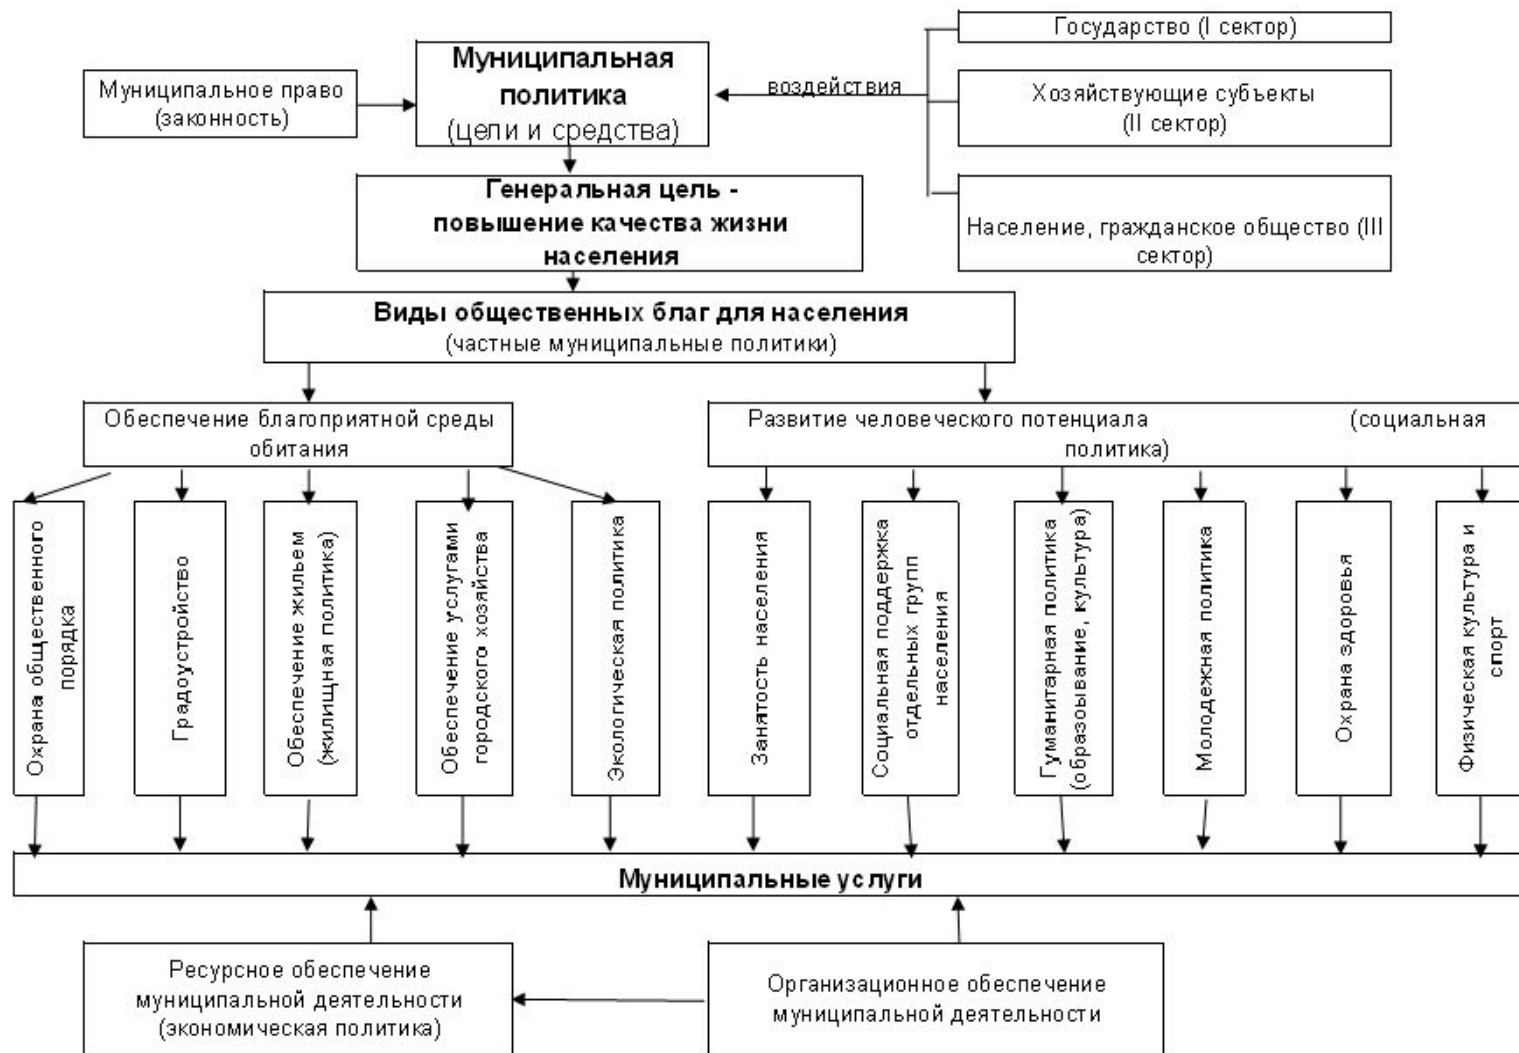 Государство (I сектор)
Муниципальная
политика
(цели и средства)
Муниципальное право
(законность)
воздействия
Хозяйствующие субъекты
(II сектор)
Население, гражданское общество (III
сектор)
Генеральная цель -
повышение качества жизни
населения
Виды общественных благ для населения
(частные муниципальные политики)
Обеспечение благоприятной среды
обитания
Развитие человеческого потенциала (социальная
политика)
Охрана общественного
порядка
Градоустройство
Обеспечение жильем
(жилищная политика)
Обеспечение услугами
городского хозяйства
Экологическая политика
Занятость населения
Социальная поддержка
отдельных групп
населения
Гуманитарная политика
(образоывание, культура)
Молодежная политика
Охрана здоровья
Физическая культура и
спорт
Муниципальные услуги
Ресурсное обеспечение
муниципальной деятельности
(экономическая политика)
Организационное обеспечение
муниципальной деятельности